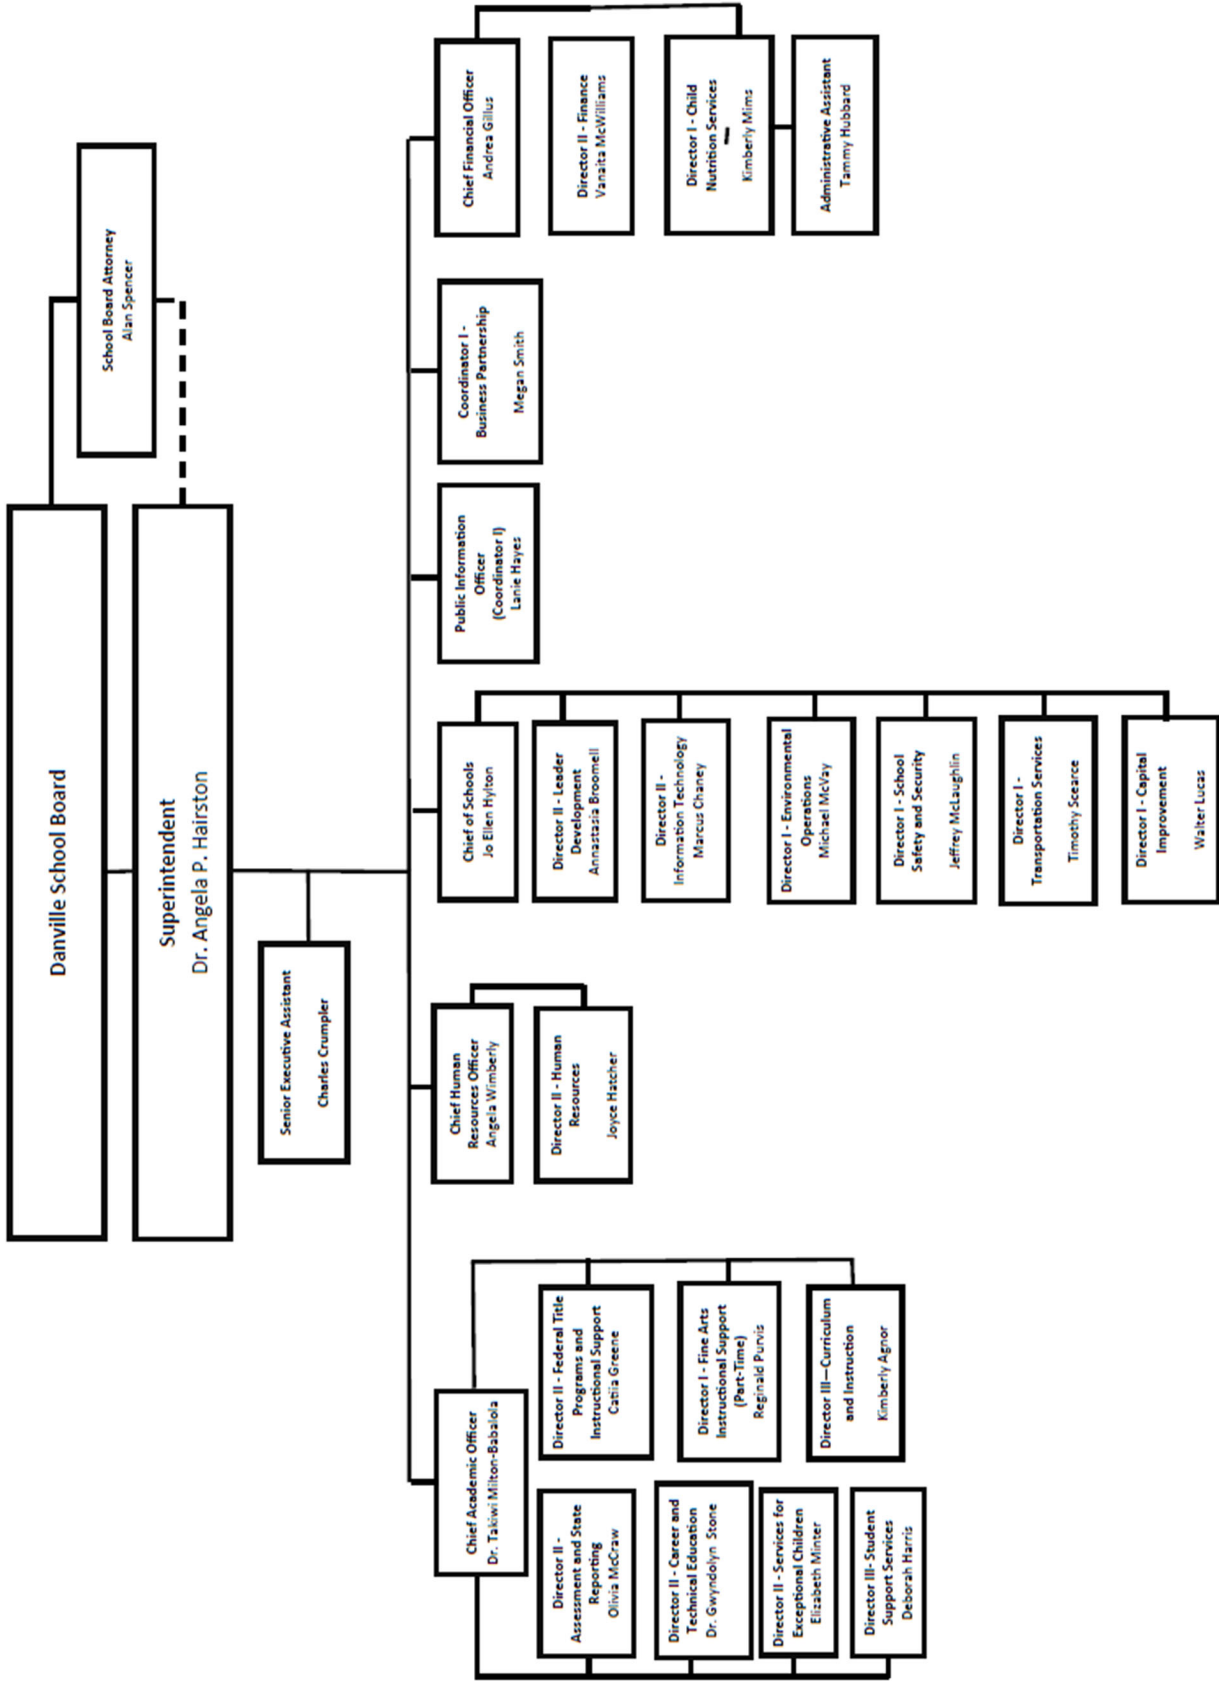 Danville School Board
Superintendent
Dr. Angela P. Hairston
School Board Attorney
Alan Spencer
Senior Executive Assistant
Charles Crumpler
Chief Academic Officer
Dr. Takiwi Milton-Babalola
Director II -
Assessment and State
Reporting
Olivia McCraw
Director II - Career and
Technical Education
Dr. Gwyndolyn Stone
Director II - Services for
Exceptional Children
Elizabeth Minter
Director III- Student
Support Services
Deborah Harris
Director II - Federal Title
Programs and
Instructional Support
Catiia Greene
Director I - Fine Arts
Instructional Support
(Part-Time)
Reginald Purvis
Director III—Curriculum
and Instruction
Kimberly Agnor
Chief Human
Resources Officer
Angela Wimberly
Director II - Human
Resources
Joyce Hatcher
Chief of Schools
Jo Ellen Hylton
Director II - Leader
Development
Annastasia Broomell
Director II -
Information Technology
Marcus Chaney
Director I - Environmental
Operations
Michael McVay
Director I - School
Safety and Security
Jeffrey McLaughlin
Director I -
Transportation Services
Timothy Scearce
Director I - Capital
Improvement
Walter Lucas
Public Information
Officer
(Coordinator I)
Lanie Hayes
Coordinator I -
Business Partnership
Megan Smith
Chief Financial Officer
Andrea Gillus
Director II - Finance
Vanaita McWilliams
Director I - Child
Nutrition Services
–
Kimberly Mims
Administrative Assistant
Tammy Hubbard